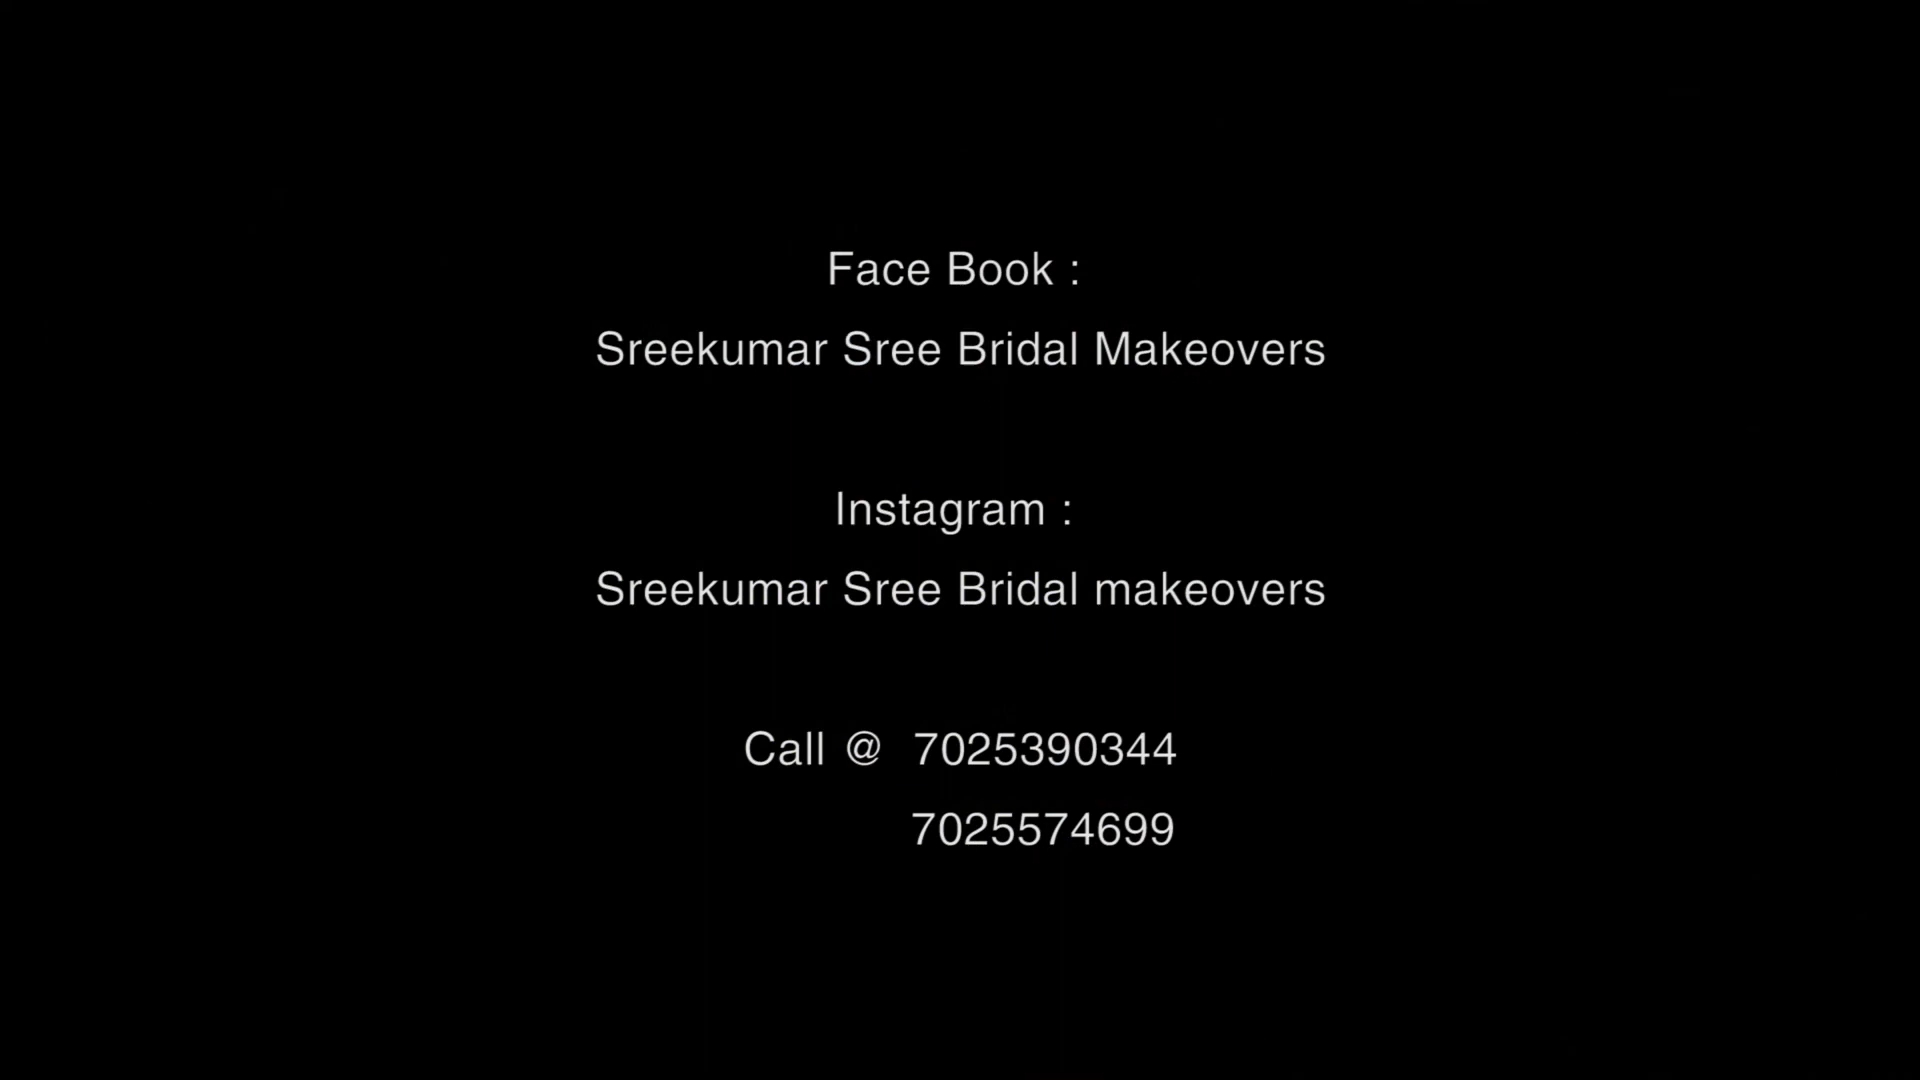 Face Book :
Sreekumar Sree Bridal Makeovers
Instagram :
Sreekumar Sree Bridal makeovers
Call @ 7025390344
7025574699